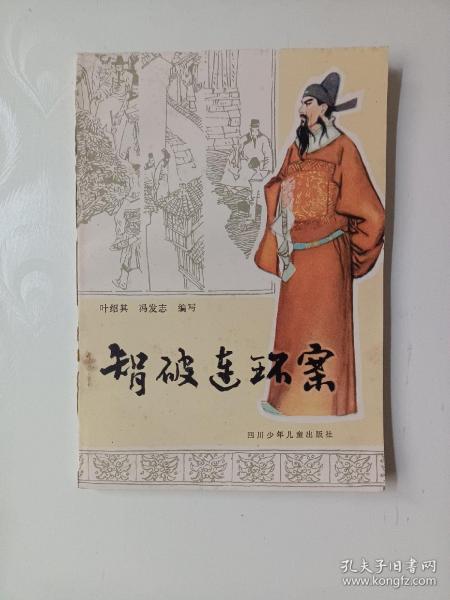 叶绍其 冯发志 编写
智破连环案
四川少年儿童出版社
孔夫子旧书网
www.kongfz.com